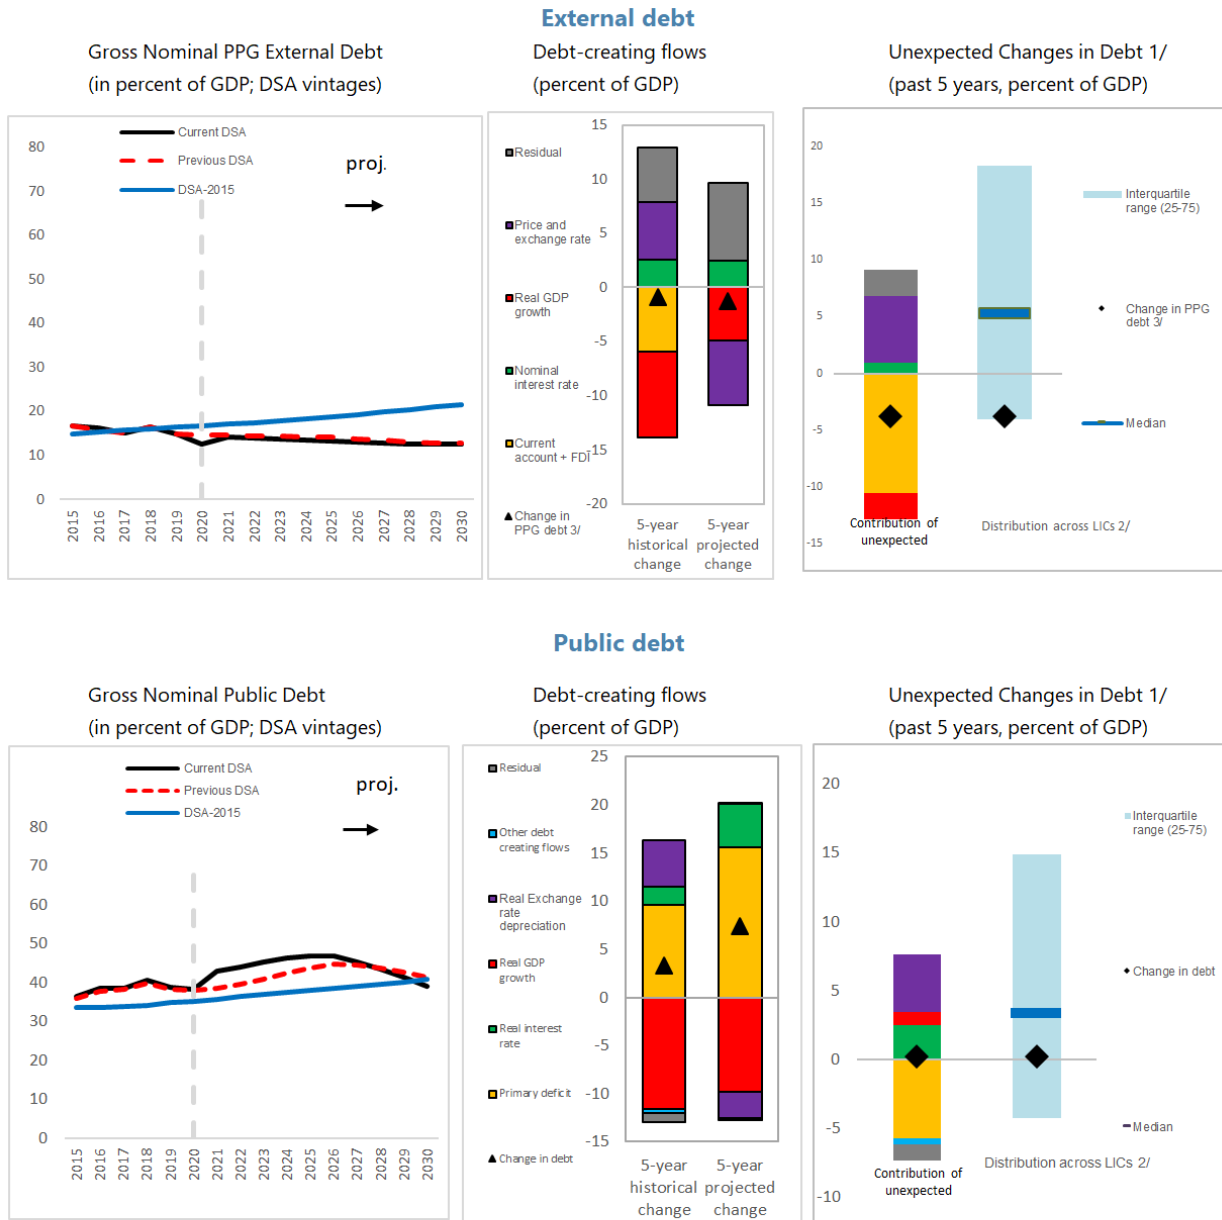 External debt
Gross Nominal PPG External Debt
(in percent of GDP; DSA vintages)
Debt-creating flows
(percent of GDP)
Unexpected Changes in Debt 1/
(past 5 years, percent of GDP)
Current DSA
Previous DSA
DSA-2015
proj.
80
70
60
50
40
30
20
10
0
2015
2016
2017
2018
2019
2020
2021
2022
2023
2024
2025
2026
2027
2028
2029
2030
Residual
Price and
exchange rate
Real GDP
growth
Nominal
interest rate
Current
account + FDI
Change in
PPG debt 3/
15
10
5
0
-5
-10
-15
-20
5-year
historical
change
5-year
projected
change
20
15
10
5
0
-5
-10
-15
Contribution of
unexpected
Distribution across LICs 2/
Interquartile
range (25-75)
Change in PPG
debt 3/
Median
Public debt
Gross Nominal Public Debt
(in percent of GDP; DSA vintages)
Debt-creating flows
(percent of GDP)
Unexpected Changes in Debt 1/
(past 5 years, percent of GDP)
Current DSA
Previous DSA
DSA-2015
proj.
80
70
60
50
40
30
20
10
0
2015
2016
2017
2018
2019
2020
2021
2022
2023
2024
2025
2026
2027
2028
2029
2030
Residual
Other debt
creating flows
Real Exchange
rate
depreciation
Real GDP
growth
Real interest
rate
Primary deficit
Change in debt
25
20
15
10
5
0
-5
-10
-15
5-year
historical
change
5-year
projected
change
20
15
10
5
0
-5
-10
Contribution of
unexpected
Distribution across LICs 2/
Interquartile
range (25-75)
Change in debt
Median